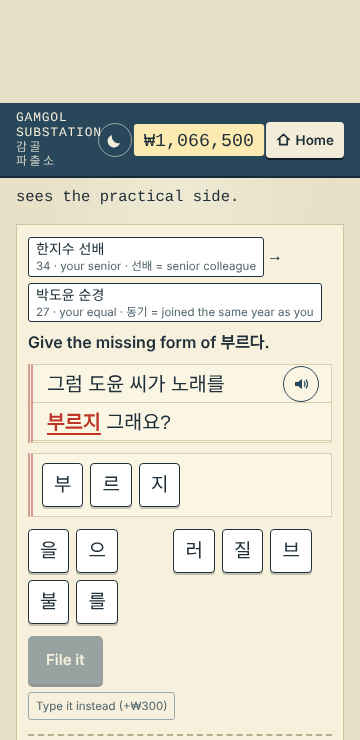 GAMGOL
SUBSTATION
감골
파출소
₩1,066,500
Home
sees the practical side.
한지수 선배
34 · your senior · 선배 = senior colleague
→
박도윤 순경
27 · your equal · 동기 = joined the same year as you
Give the missing form of 부르다.
그럼 도윤 씨가 노래를
부르지 그래요?
부 르 지
을 으 러 질 브
불 를
File it
Type it instead (+₩300)